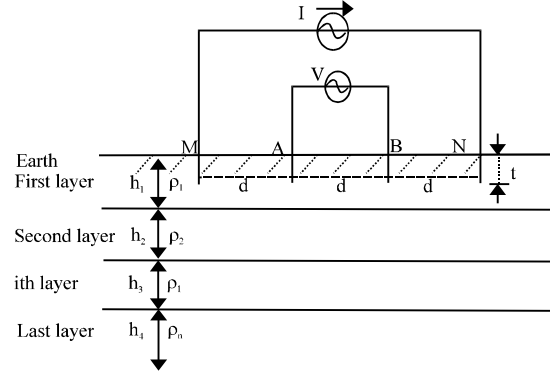 I
V
M A B N
Earth
First layer h₁ ρ₁ d d d t
Second layer h₂ ρ₂
ith layer h₃ ρ₁
Last layer h₄ ρₙ